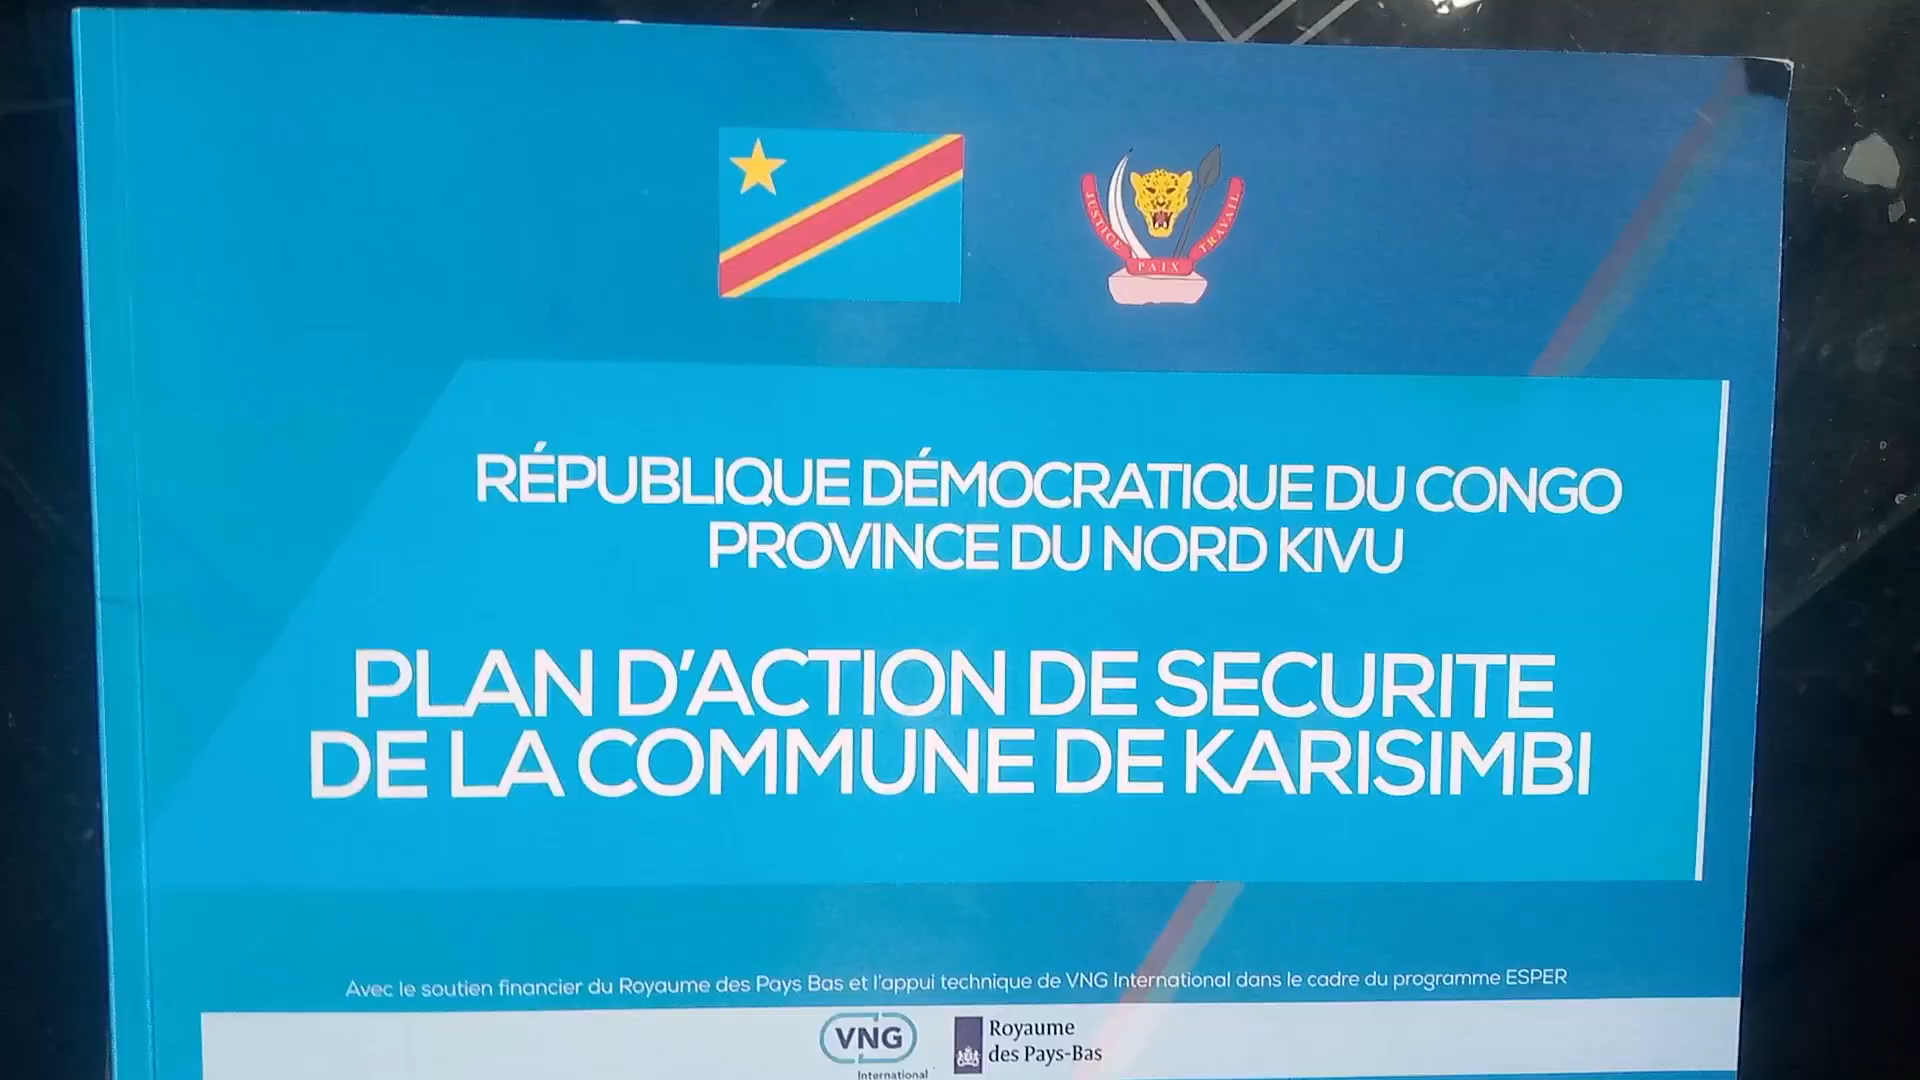 JUSTICE PAIX TRAVAIL
RÉPUBLIQUE DÉMOCRATIQUE DU CONGO
PROVINCE DU NORD KIVU
PLAN D'ACTION DE SECURITE
DE LA COMMUNE DE KARISIMBI
Avec le soutien financier du Royaume des Pays Bas et l'appui technique de VNG International dans le cadre du programme ESPER
VNG
International
Royaume
des Pays-Bas